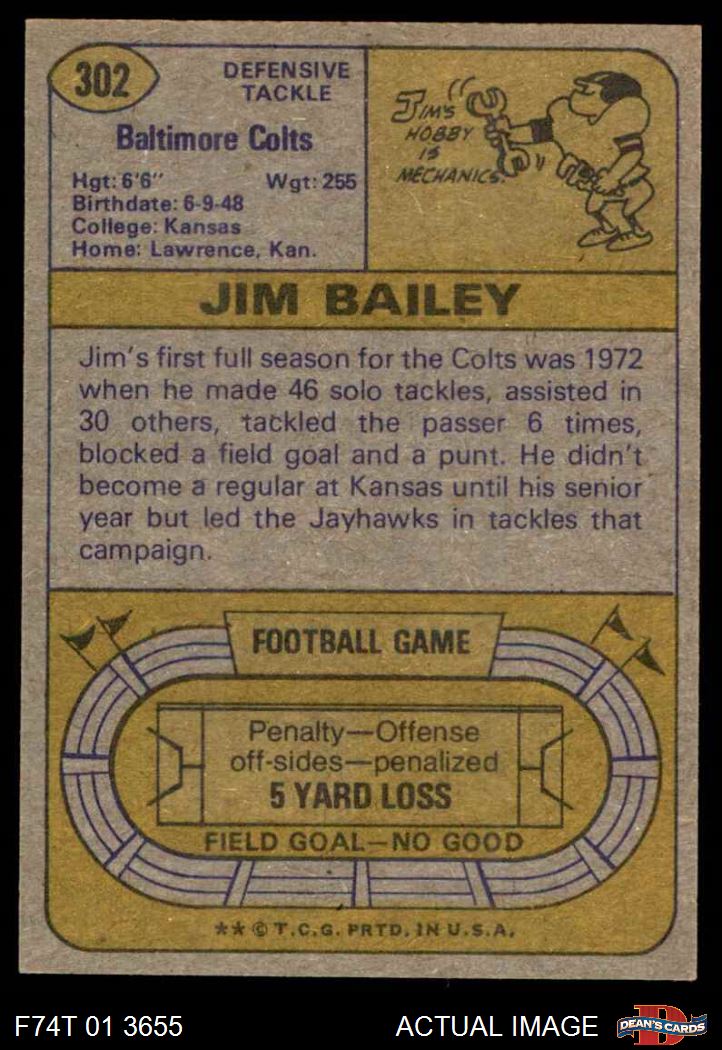 302
DEFENSIVE
TACKLE
Baltimore Colts
Hgt: 6'6" Wgt: 255
Birthdate: 6-9-48
College: Kansas
Home: Lawrence, Kan.
JIM'S
HOBBY
IS
MECHANICS.
JIM BAILEY
Jim's first full season for the Colts was 1972
when he made 46 solo tackles, assisted in
30 others, tackled the passer 6 times,
blocked a field goal and a punt. He didn't
become a regular at Kansas until his senior
year but led the Jayhawks in tackles that
campaign.
FOOTBALL GAME
Penalty—Offense
off-sides—penalized
5 YARD LOSS
FIELD GOAL—NO GOOD
** © T.C.G. PRTD. IN U.S.A.
F74T 01 3655 ACTUAL IMAGE
D
DEAN'S CARDS